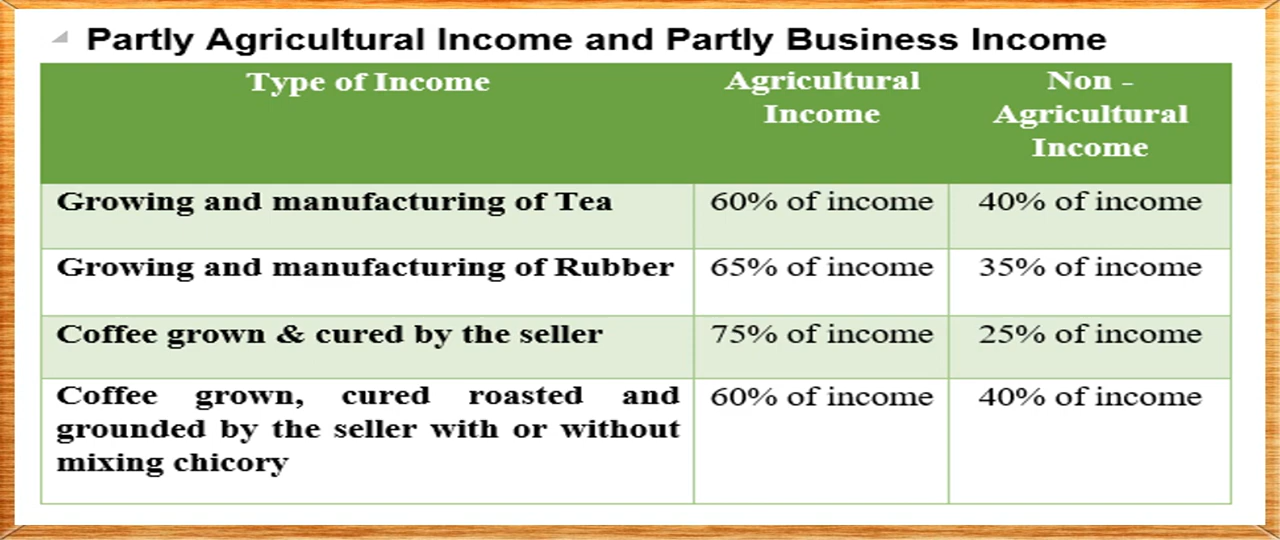 Partly Agricultural Income and Partly Business Income
Type of Income
Agricultural
Income
Non -
Agricultural
Income
Growing and manufacturing of Tea
60% of income
40% of income
Growing and manufacturing of Rubber
65% of income
35% of income
Coffee grown & cured by the seller
75% of income
25% of income
Coffee grown, cured roasted and
grounded by the seller with or without
mixing chicory
60% of income
40% of income